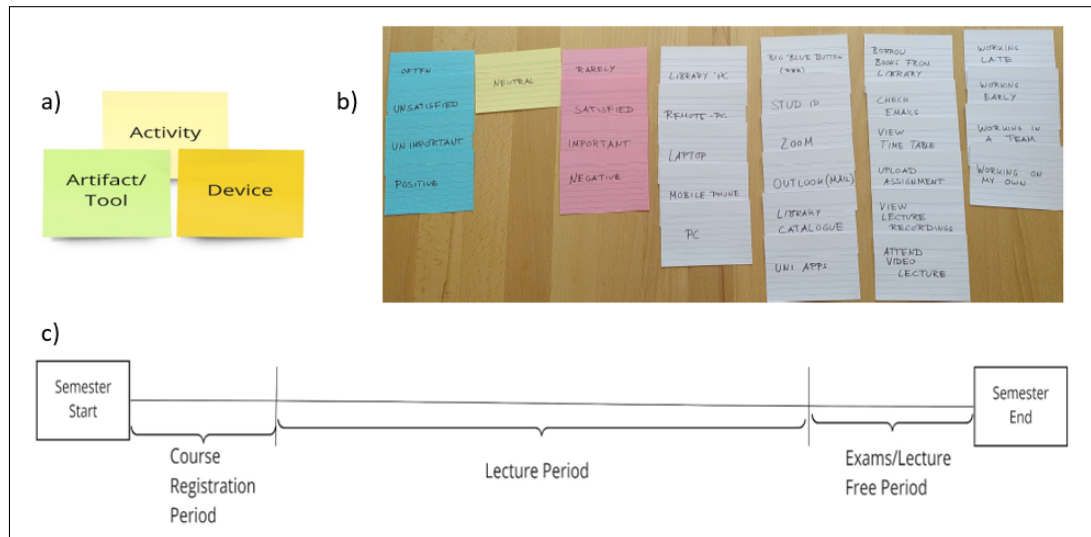 a)
Activity
Artifact/
Tool
Device
b)
OFTEN
UNSATISFIED
UNIMPORTANT
POSITIVE
NEUTRAL
RARELY
SATISFIED
IMPORTANT
NEGATIVE
LIBRARY PC
REMOTE-PC
LAPTOP
MOBILE PHONE
PC
BIG BLUE BUTTON
(BBB)
STUD IP
ZOOM
OUTLOOK (MAIL)
LIBRARY
CATALOGUE
UNI APPS
BORROW
BOOKS FROM
LIBRARY
CHECK
EMAILS
VIEW
TIME TABLE
UPLOAD
ASSIGNMENT
VIEW
LECTURE
RECORDINGS
ATTEND
VIDEO
LECTURE
WORKING
LATE
WORKING
EARLY
WORKING IN
A TEAM
WORKING ON
MY OWN
c)
Semester
Start
Course
Registration
Period
Lecture Period
Exams/Lecture
Free Period
Semester
End